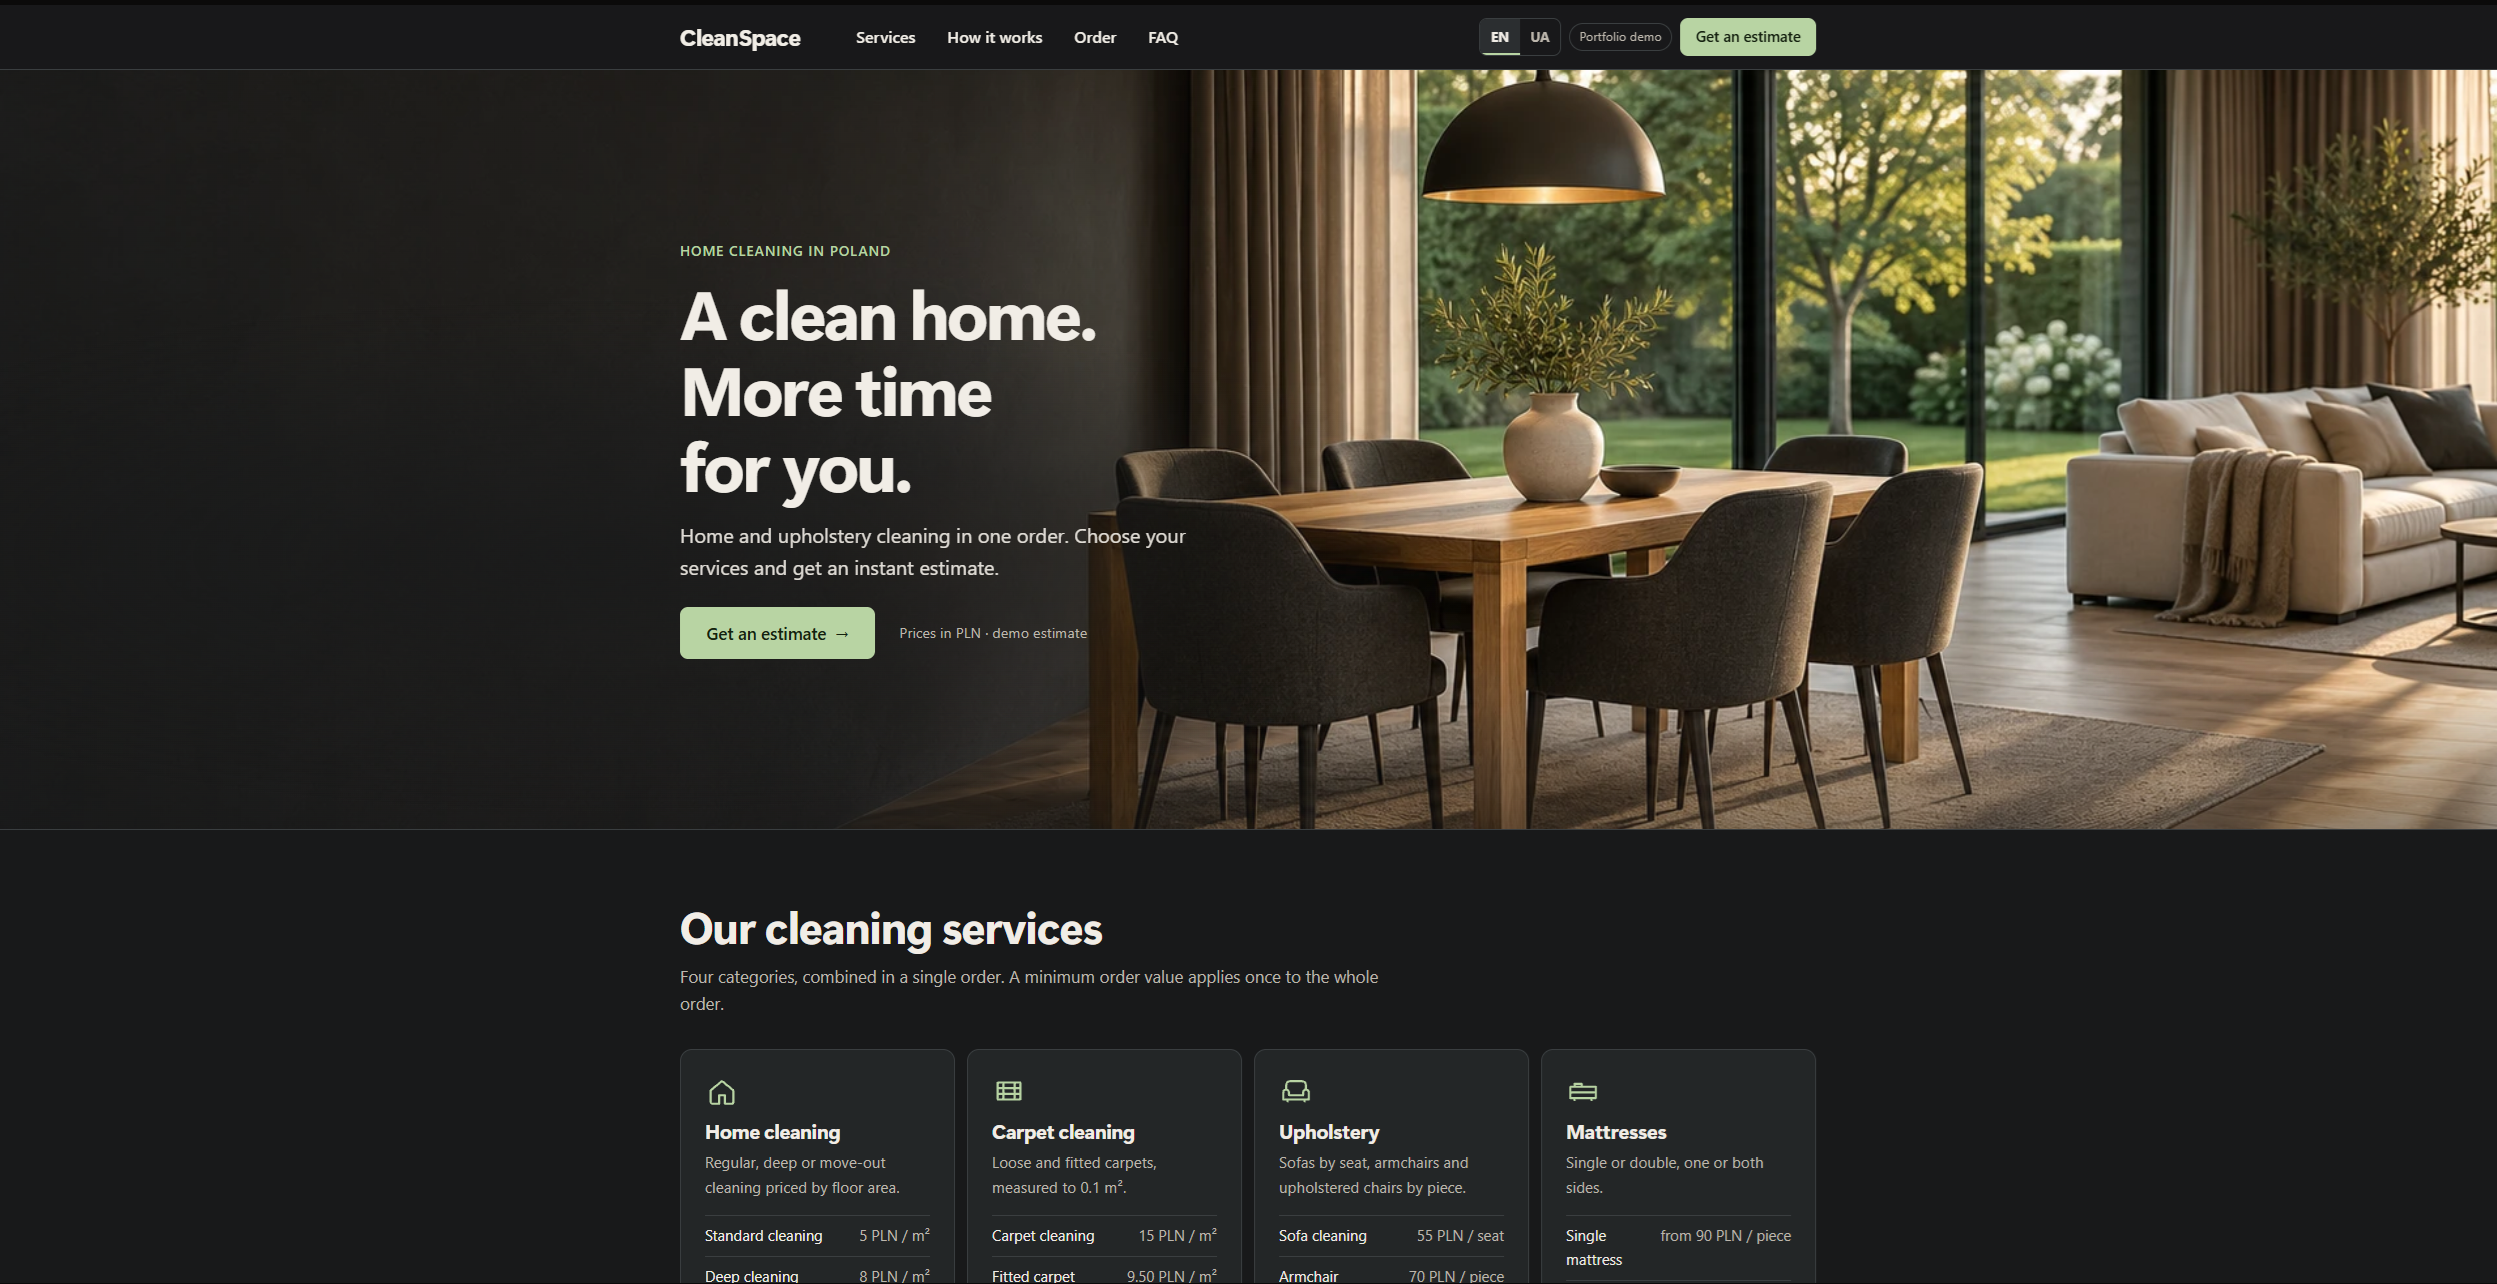 CleanSpace
Services
How it works
Order
FAQ
EN
UA
Portfolio demo
Get an estimate
HOME CLEANING IN POLAND
A clean home.
More time
for you.
Home and upholstery cleaning in one order. Choose your
services and get an instant estimate.
Get an estimate →
Prices in PLN · demo estimate
Our cleaning services
Four categories, combined in a single order. A minimum order value applies once to the whole
order.
Home cleaning
Regular, deep or move-out
cleaning priced by floor area.
Standard cleaning 5 PLN / m²
Deep cleaning 8 PLN / m²
Carpet cleaning
Loose and fitted carpets,
measured to 0.1 m².
Carpet cleaning 15 PLN / m²
Fitted carpet 9.50 PLN / m²
Upholstery
Sofas by seat, armchairs and
upholstered chairs by piece.
Sofa cleaning 55 PLN / seat
Armchair 70 PLN / piece
Mattresses
Single or double, one or both
sides.
Single from 90 PLN / piece
mattress